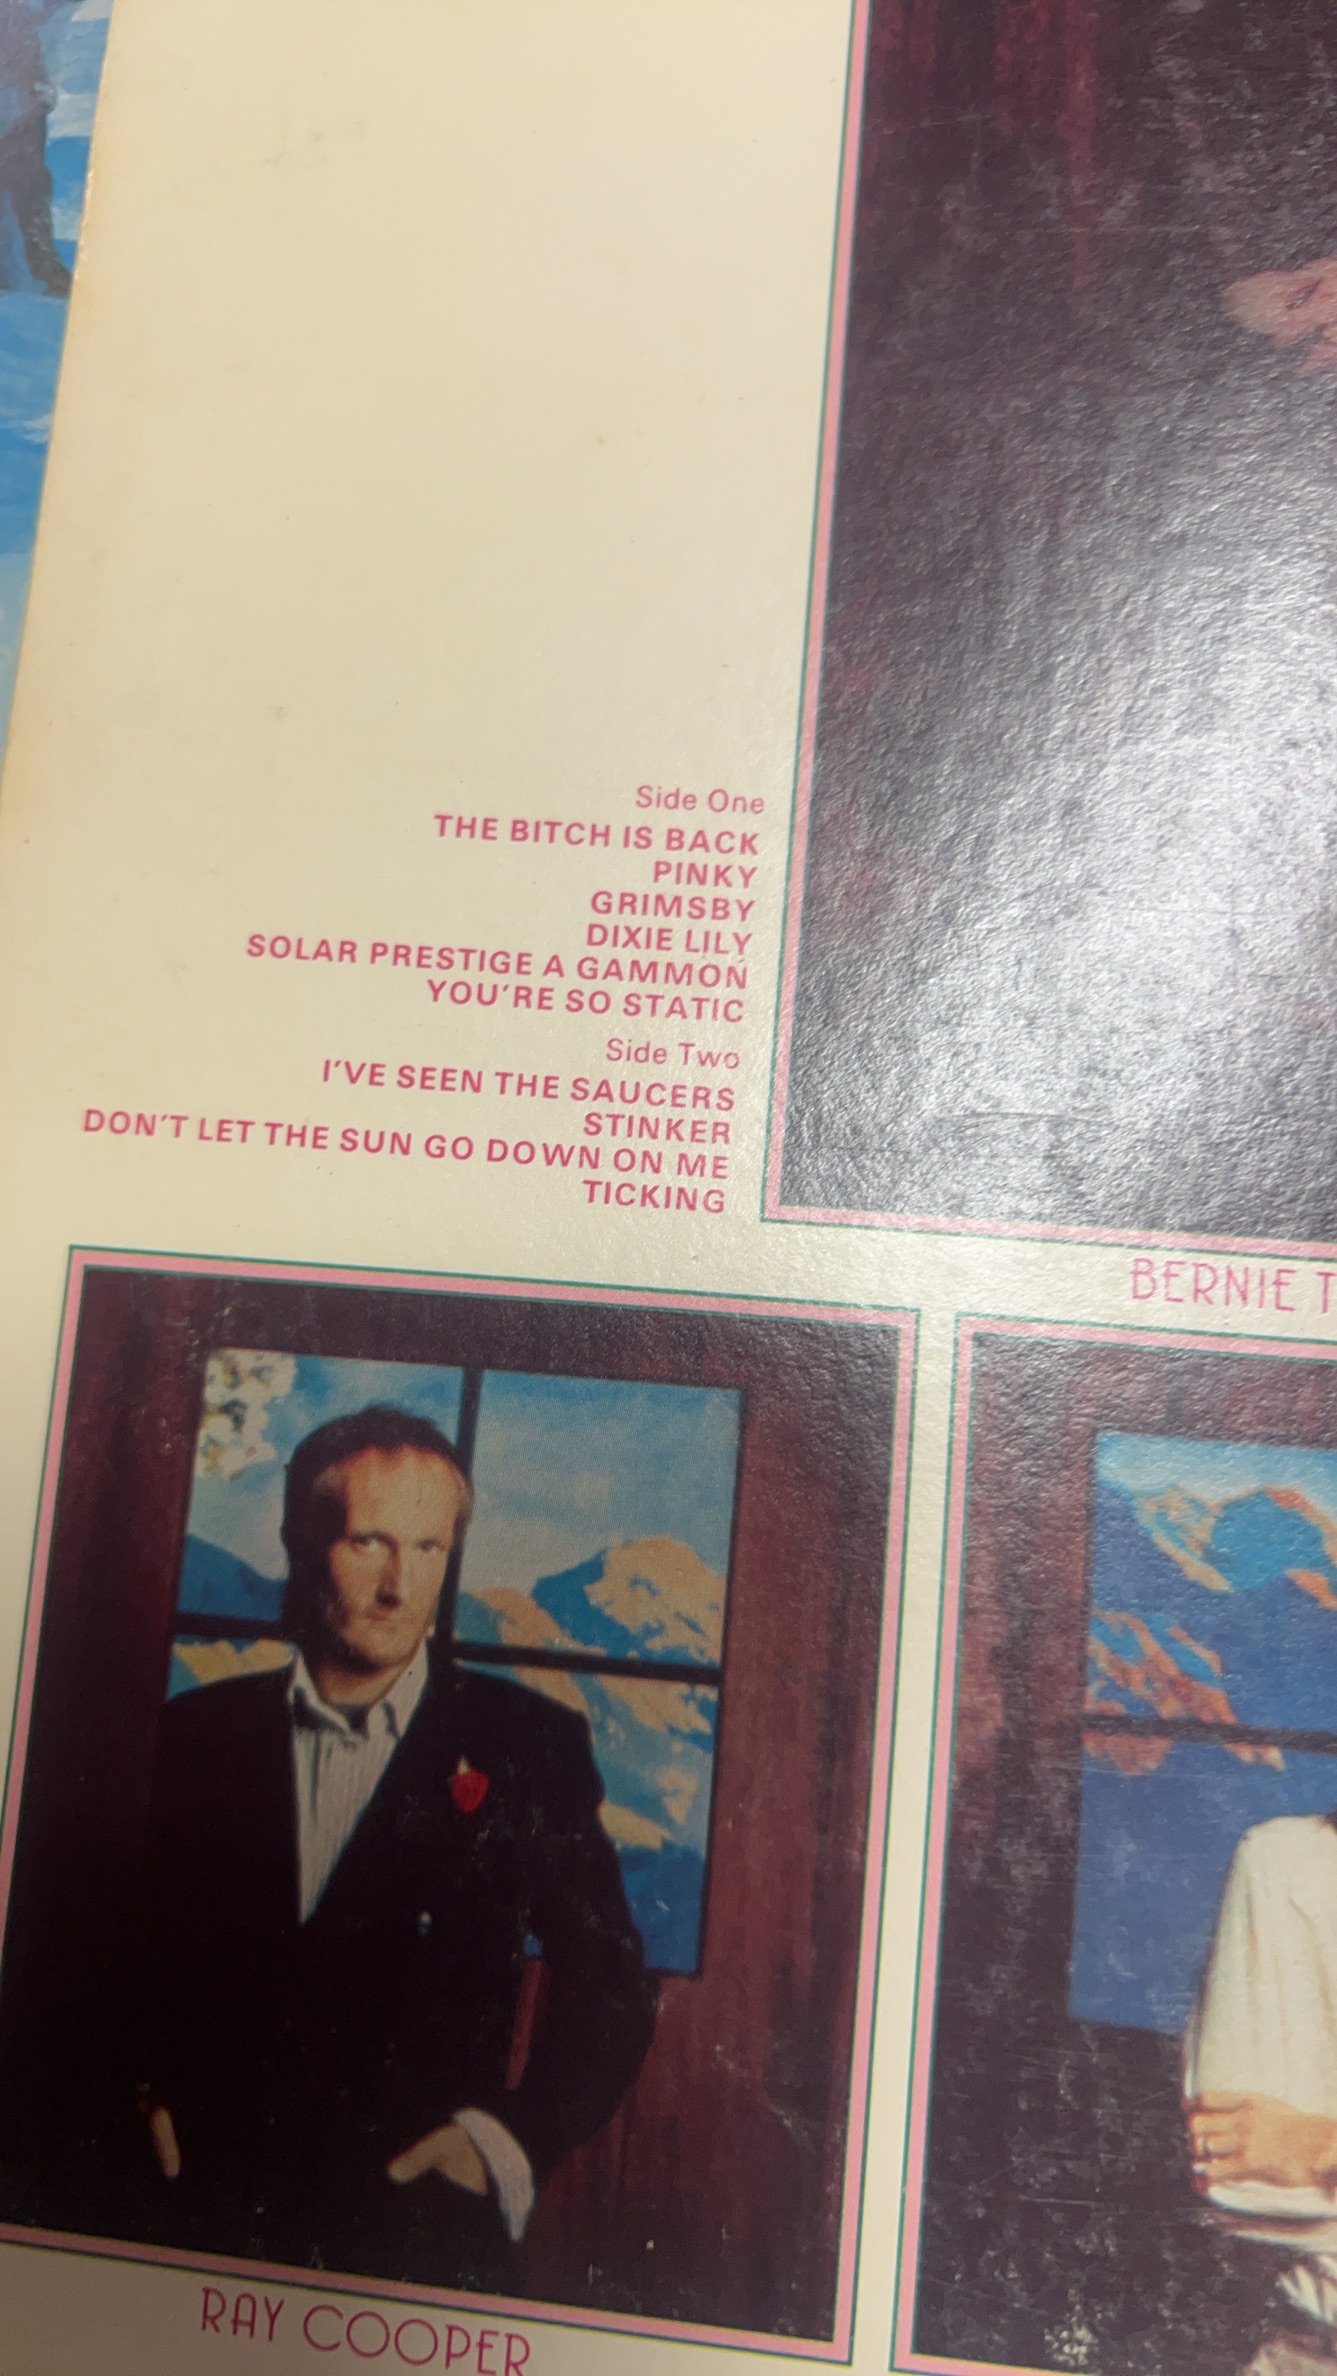 Side One
THE BITCH IS BACK
PINKY
GRIMSBY
DIXIE LILY
SOLAR PRESTIGE A GAMMON
YOU'RE SO STATIC
Side Two
I'VE SEEN THE SAUCERS
STINKER
DON'T LET THE SUN GO DOWN ON ME
TICKING
BERNIE T
RAY COOPER